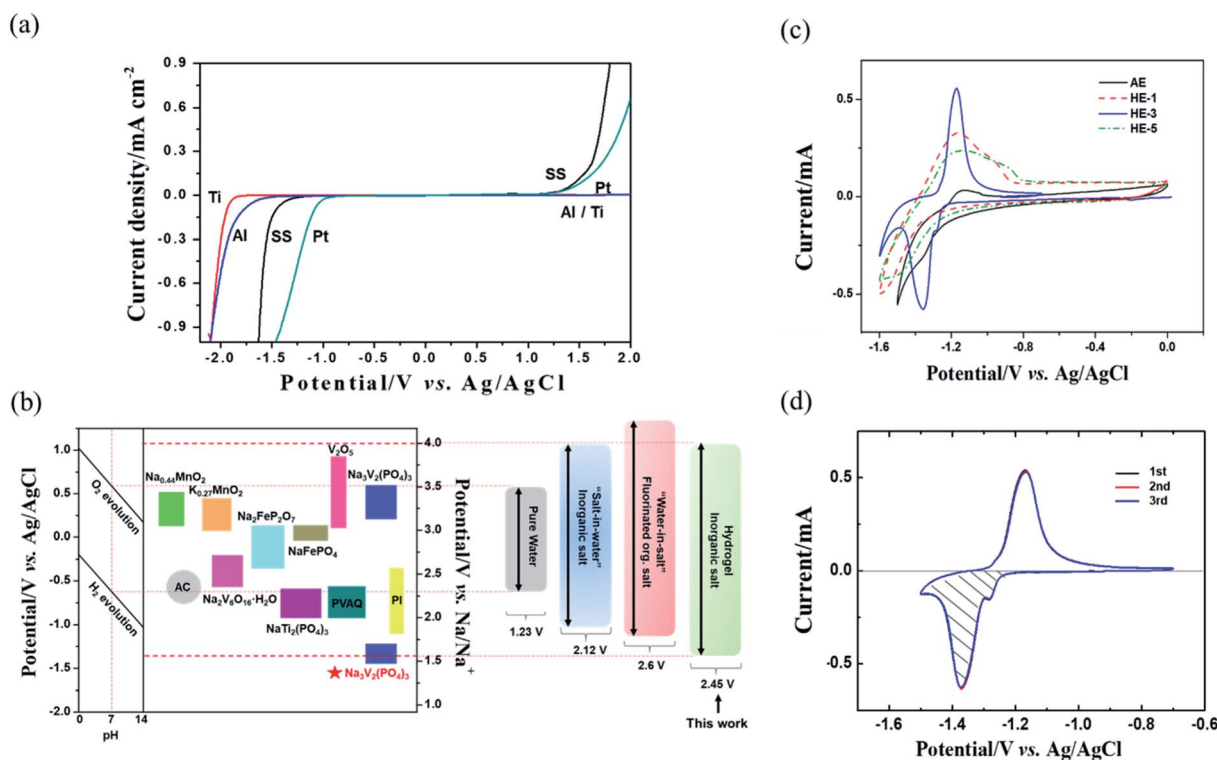 (a)
Current density/mA cm⁻²
0.9
0.6
0.3
0.0
-0.3
-0.6
-0.9
Ti
Al
SS
Pt
SS
Pt
Al / Ti
-2.0 -1.5 -1.0 -0.5 0.0 0.5 1.0 1.5 2.0
Potential/V vs. Ag/AgCl
(c)
Current/mA
0.5
0.0
-0.5
AE
HE-1
HE-3
HE-5
-1.6 -1.2 -0.8 -0.4 0.0
Potential/V vs. Ag/AgCl
(b)
Potential/V vs. Ag/AgCl
1.0
0.5
0.0
-0.5
-1.0
-1.5
-2.0
O₂ evolution
H₂ evolution
0 7 14
pH
Na₀.₄₄MnO₂
K₀.₂₇MnO₂
V₂O₅
Na₃V₂(PO₄)₃
Na₂FeP₂O₇
NaFePO₄
AC
Na₂V₆O₁₆·H₂O
NaTi₂(PO₄)₃
PVAQ
PI
★ Na₃V₂(PO₄)₃
4.0
3.5
3.0
2.5
2.0
1.5
1.0
Potential/V vs. Na/Na⁺
Pure Water
1.23 V
"Salt-in-water"
Inorganic salt
2.12 V
"Water-in-salt"
Fluorinated org. salt
2.6 V
Hydrogel
Inorganic salt
2.45 V
This work
(d)
Current/mA
0.5
0.0
-0.5
1st
2nd
3rd
-1.5 -1.4 -1.3 -1.2 -1.1 -1.0 -0.9 -0.8 -0.7 -0.6
Potential/V vs. Ag/AgCl